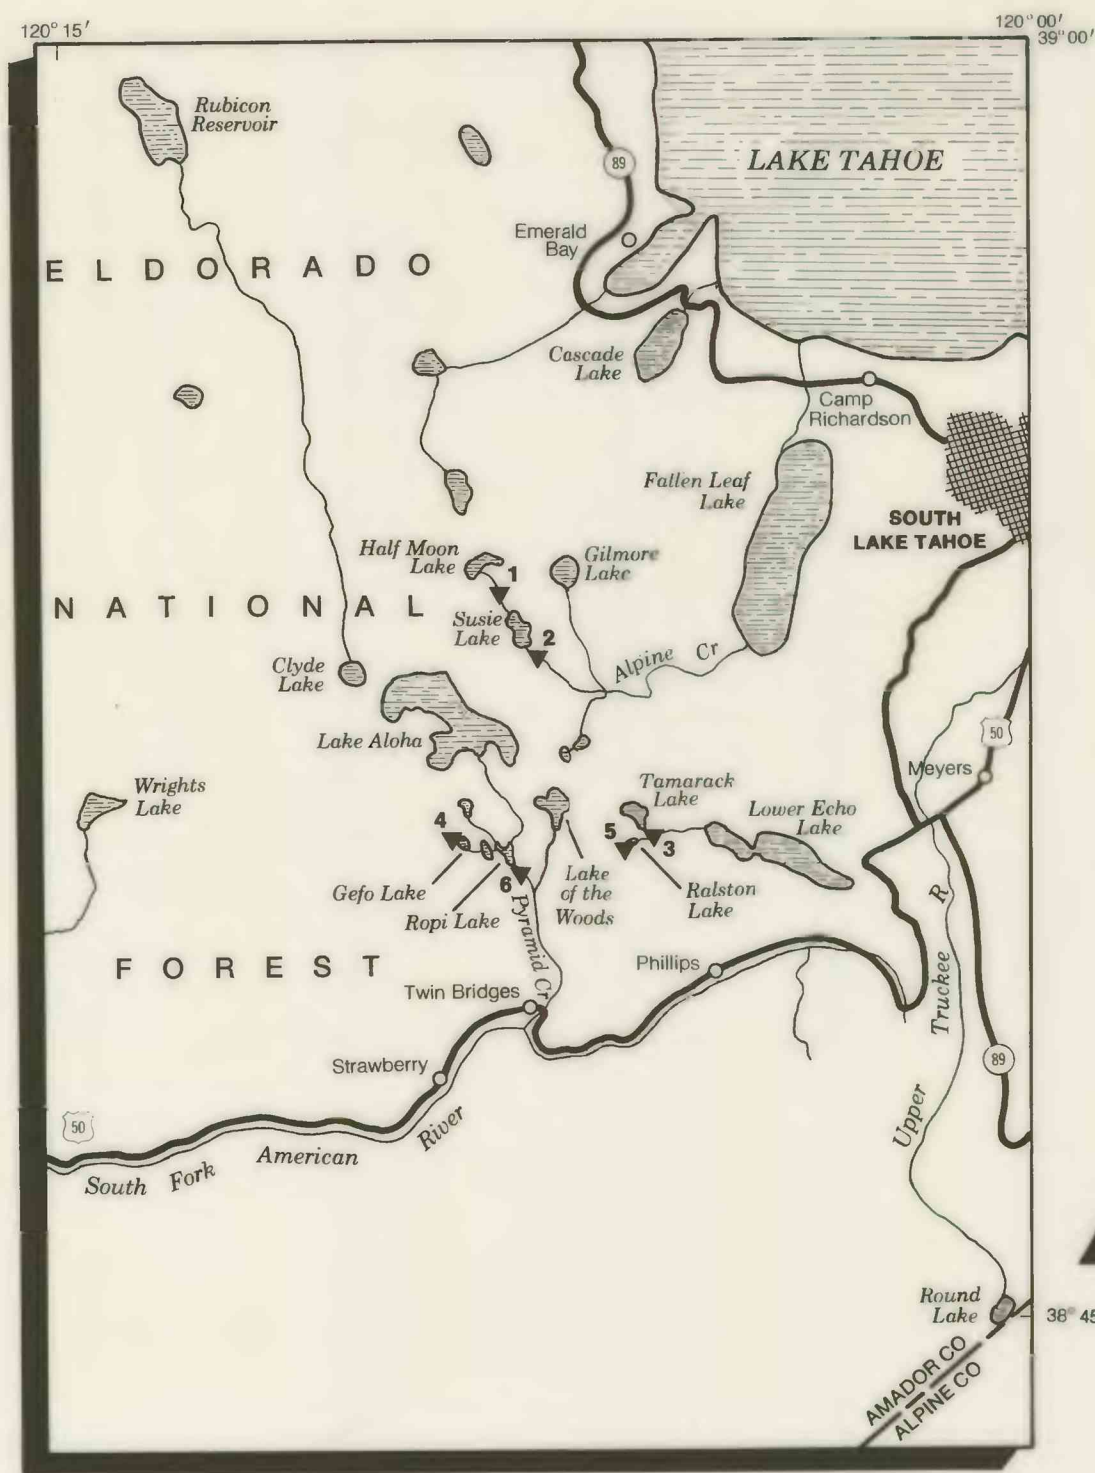 120° 15′
120°00′
39°00′
Rubicon
Reservoir
LAKE TAHOE
89
Emerald
Bay
ELDORADO
Cascade
Lake
Camp
Richardson
Fallen Leaf
Lake
SOUTH
LAKE TAHOE
Half Moon
Lake
1
Gilmore
Lake
NATIONAL
Susie
Lake
2
Alpine Cr
Clyde
Lake
Lake Aloha
50
Meyers
Wrights
Lake
Tamarack
Lake
Lower Echo
Lake
4
5
3
Gefo Lake
6
Lake
of the
Woods
Ralston
Lake
Ropi Lake
Pyramid Cr
FOREST
Phillips
Twin Bridges
Upper Truckee R
Strawberry
89
50
South Fork American River
Round
Lake
38° 45
AMADOR CO
ALPINE CO